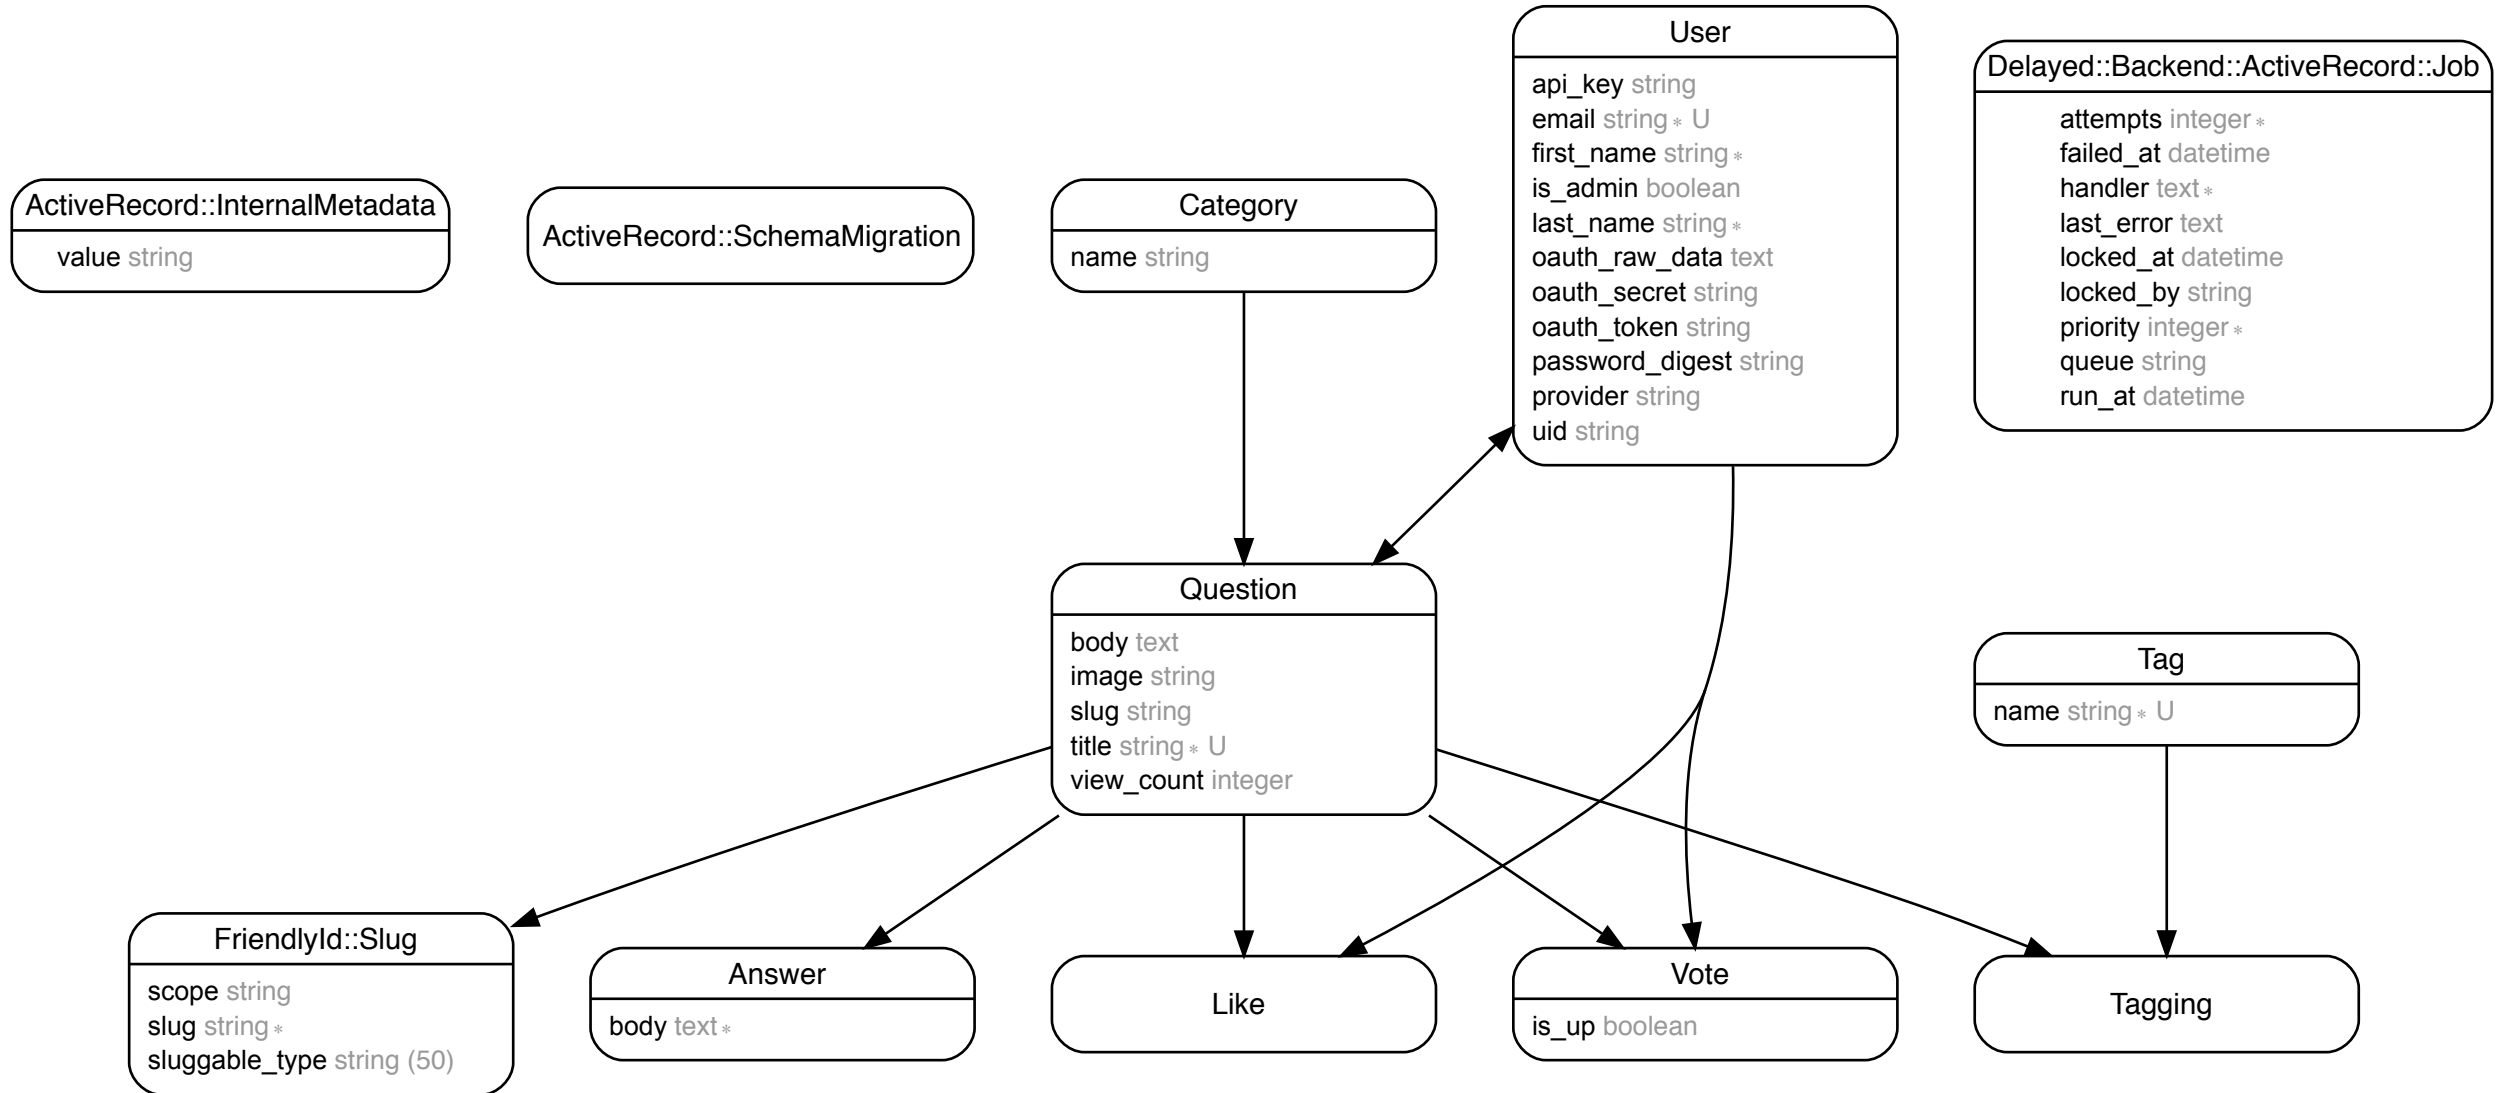 ActiveRecord::InternalMetadata
value string
ActiveRecord::SchemaMigration
Category
name string
User
api_key string
email string∗ U
first_name string∗
is_admin boolean
last_name string∗
oauth_raw_data text
oauth_secret string
oauth_token string
password_digest string
provider string
uid string
Delayed::Backend::ActiveRecord::Job
attempts integer∗
failed_at datetime
handler text∗
last_error text
locked_at datetime
locked_by string
priority integer∗
queue string
run_at datetime
Question
body text
image string
slug string
title string∗ U
view_count integer
Tag
name string∗ U
FriendlyId::Slug
scope string
slug string∗
sluggable_type string (50)
Answer
body text∗
Like
Vote
is_up boolean
Tagging